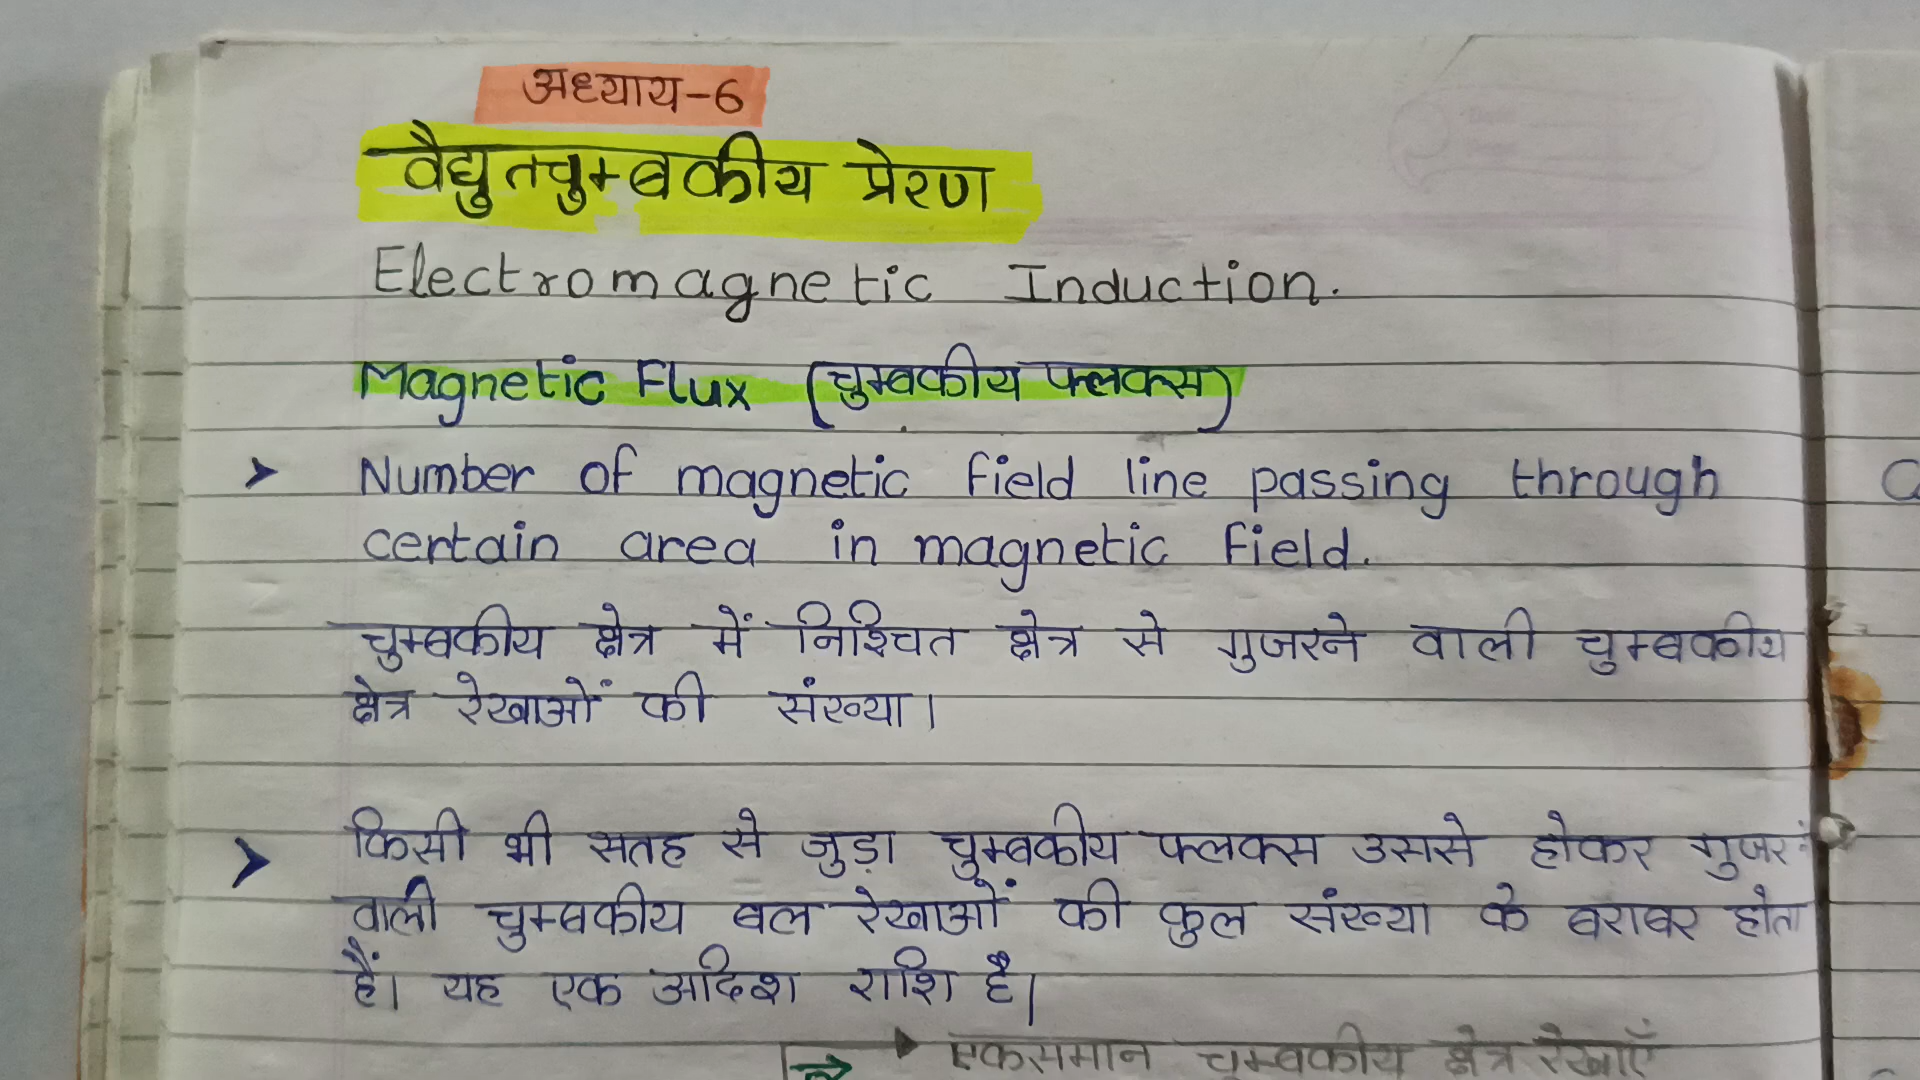 अध्याय-6
वैद्युतचुम्बकीय प्रेरण
Electromagnetic Induction.
Magnetic Flux (चुम्बकीय फ्लक्स)
➤ Number of magnetic field line passing through
certain area in magnetic field.
चुम्बकीय क्षेत्र में निश्चित क्षेत्र से गुजरने वाली चुम्बकीय
क्षेत्र रेखाओं की संख्या।
➤ किसी भी सतह से जुड़ा चुम्बकीय फ्लक्स उससे होकर
वाली चुम्बकीय बल रेखाओं की कुल संख्या के बराबर होता
हैं। यह एक अदिश राशि है।
एकसमान चुम्बकीय क्षेत्र रेखाएँ